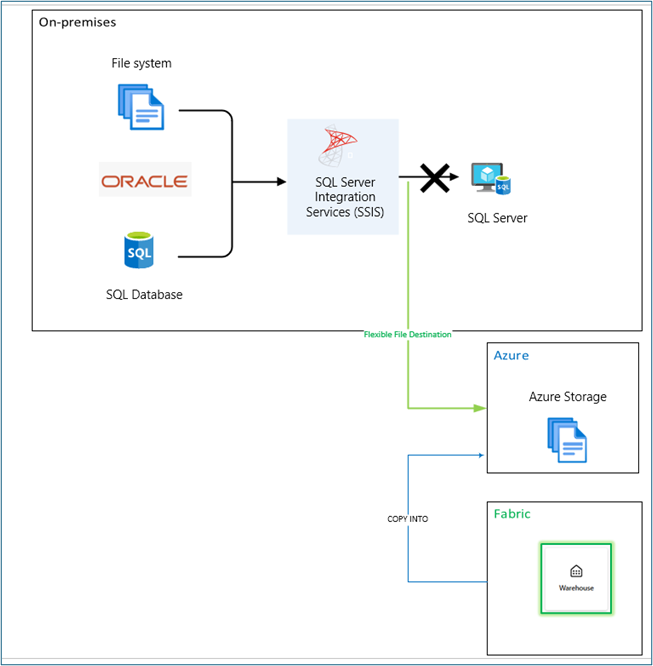 On-premises
File system
ORACLE
SQL
SQL Database
SQL Server
Integration
Services (SSIS)
SQL
SQL Server
Flexible File Destination
Azure
Azure Storage
COPY INTO
Fabric
Warehouse